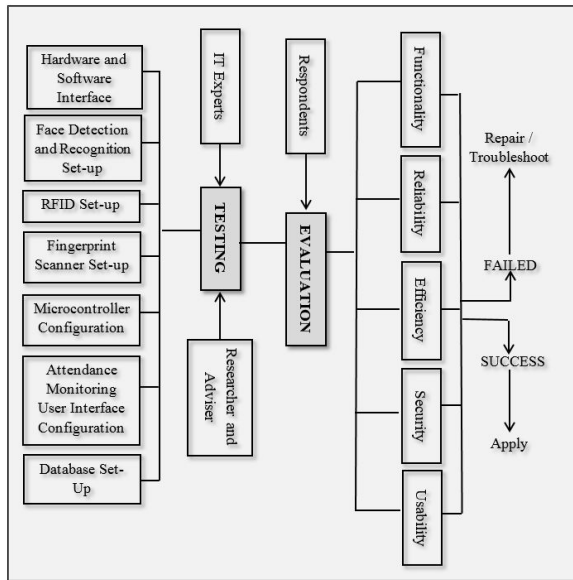 Hardware and
Software
Interface
Face Detection
and Recognition
Set-up
RFID Set-up
Fingerprint
Scanner Set-up
Microcontroller
Configuration
Attendance
Monitoring
User Interface
Configuration
Database Set-
Up
IT Experts
TESTING
Researcher and
Adviser
Respondents
EVALUATION
Functionality
Reliability
Efficiency
Security
Usability
Repair /
Troubleshoot
FAILED
SUCCESS
Apply